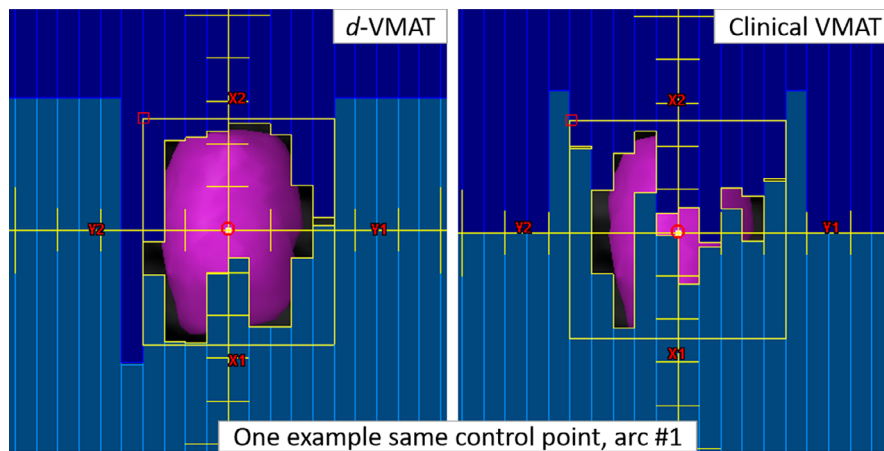 d-VMAT
Clinical VMAT
X2
X2
Y2
Y1
Y2
Y1
X1
X1
One example same control point, arc #1